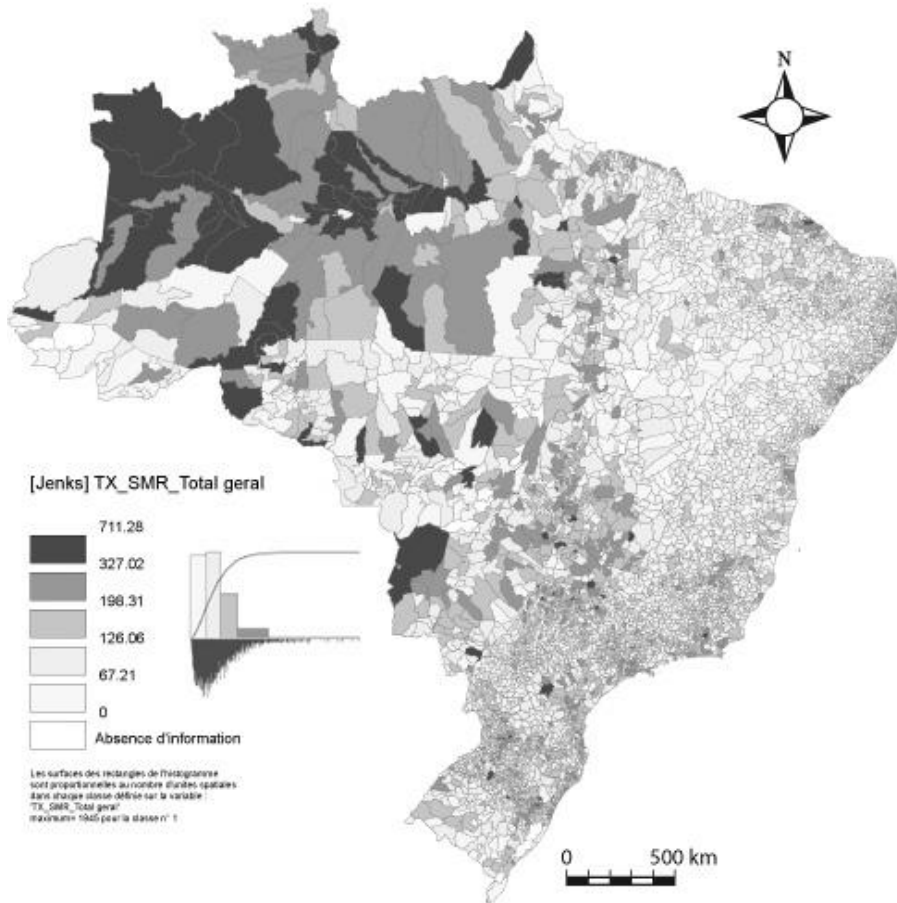 N
[Jenks] TX_SMR_Total geral
711.28
327.02
198.31
126.06
67.21
0
Absence d'information
Les surfaces des rectangles de l'histogramme
sont proportionnelles au nombre d'unites spatiales
dans chaque classe définie sur la variable :
"TX_SMR_Total geral"
maximum= 1945 pour la classe n° 1
0 500 km